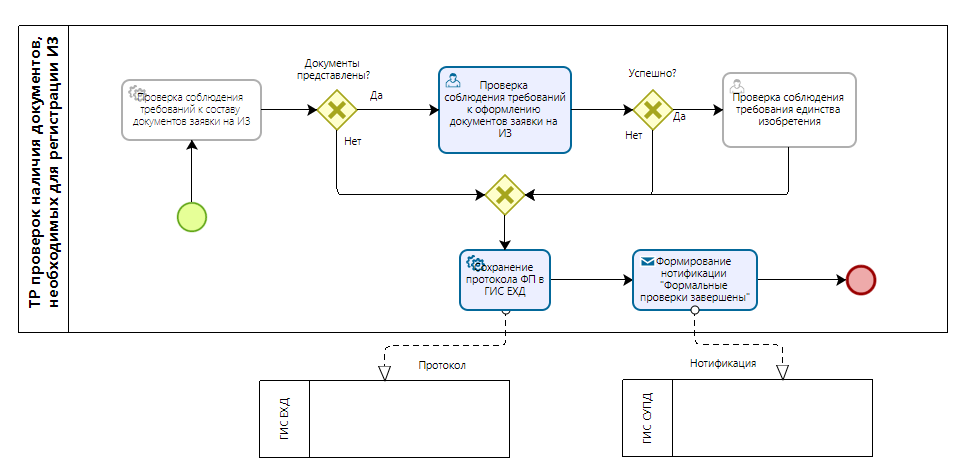 ТР проверок наличия документов,
необходимых для регистрации ИЗ
Проверка соблюдения
требований к составу
документов заявки на ИЗ
Документы
представлены?
Да
Нет
Проверка
соблюдения требований
к оформлению
документов заявки на
ИЗ
Успешно?
Да
Нет
Проверка соблюдения
требования единства
изобретения
Сохранение
протокола ФП в
ГИС ЕХД
Формирование
нотификации
"Формальные
проверки завершены"
Протокол
Нотификация
ГИС ЕХД
ГИС СУПД